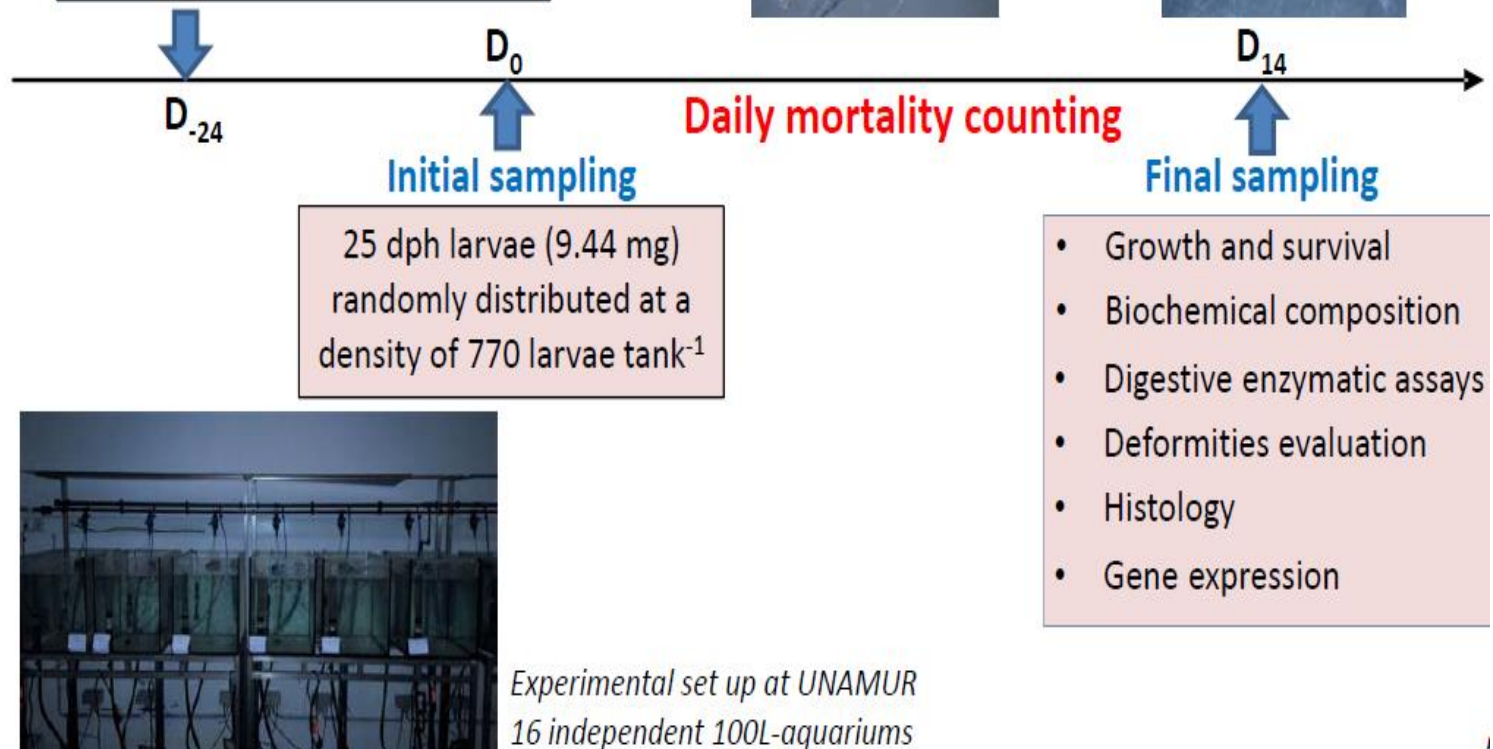 D₀
D₁₄
D₋₂₄
Daily mortality counting
Initial sampling
Final sampling
25 dph larvae (9.44 mg)
randomly distributed at a
density of 770 larvae tank⁻¹
• Growth and survival
• Biochemical composition
• Digestive enzymatic assays
• Deformities evaluation
• Histology
• Gene expression
Experimental set up at UNAMUR
16 independent 100L-aquariums